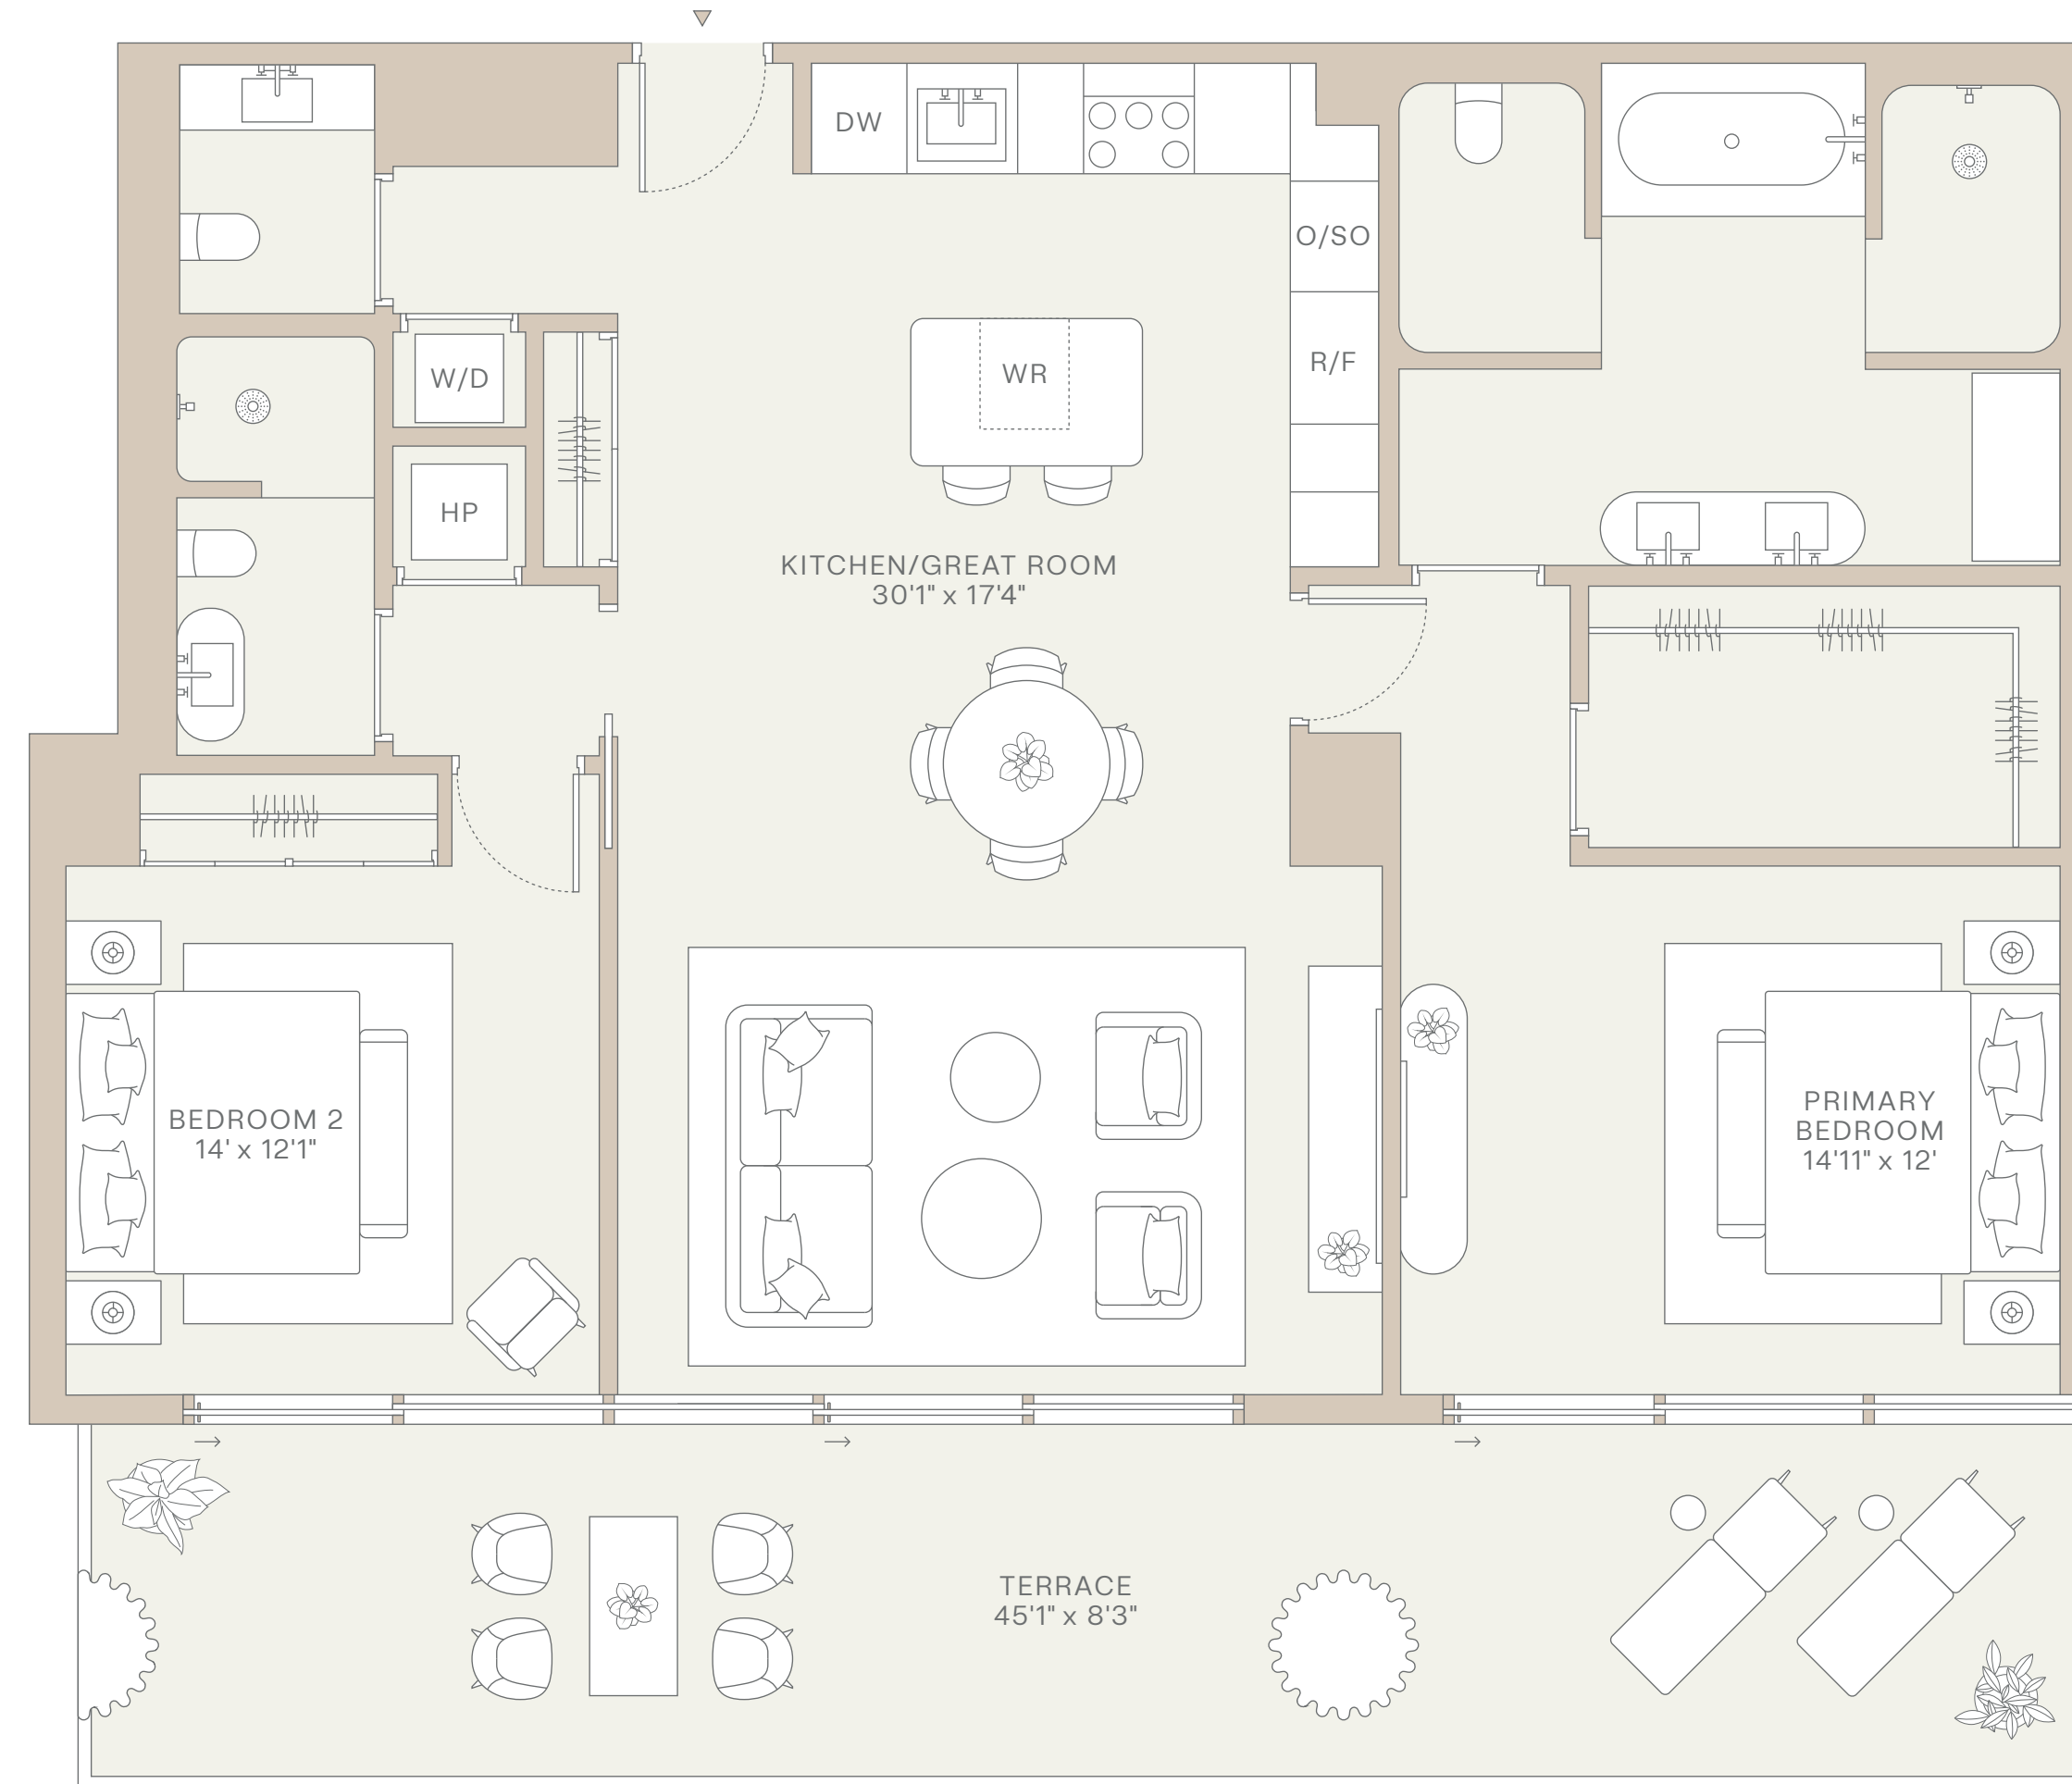 DW
O/SO
W/D
WR
R/F
HP
KITCHEN/GREAT ROOM
30'1" x 17'4"
BEDROOM 2
14' x 12'1"
PRIMARY
BEDROOM
14'11" x 12'
TERRACE
45'1" x 8'3"